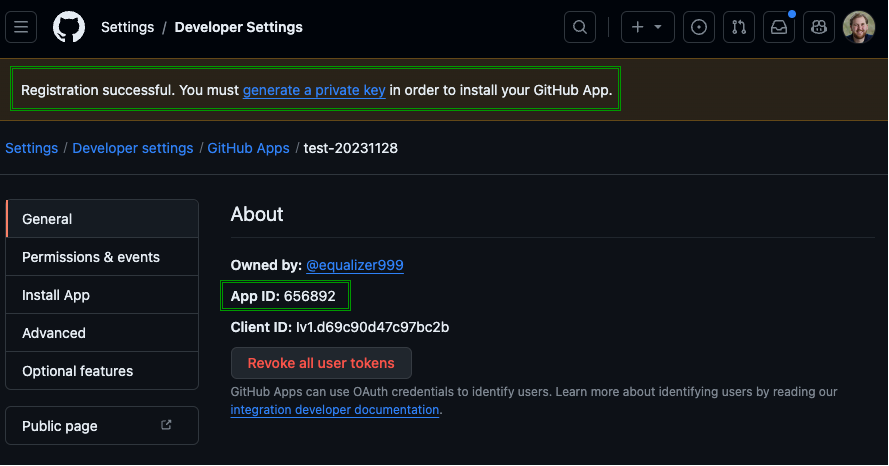 Settings / Developer Settings
Registration successful. You must generate a private key in order to install your GitHub App.
Settings / Developer settings / GitHub Apps / test-20231128
General
Permissions & events
Install App
Advanced
Optional features
Public page
About
Owned by: @equalizer999
App ID: 656892
Client ID: Iv1.d69c90d47c97bc2b
Revoke all user tokens
GitHub Apps can use OAuth credentials to identify users. Learn more about identifying users by reading our
integration developer documentation.